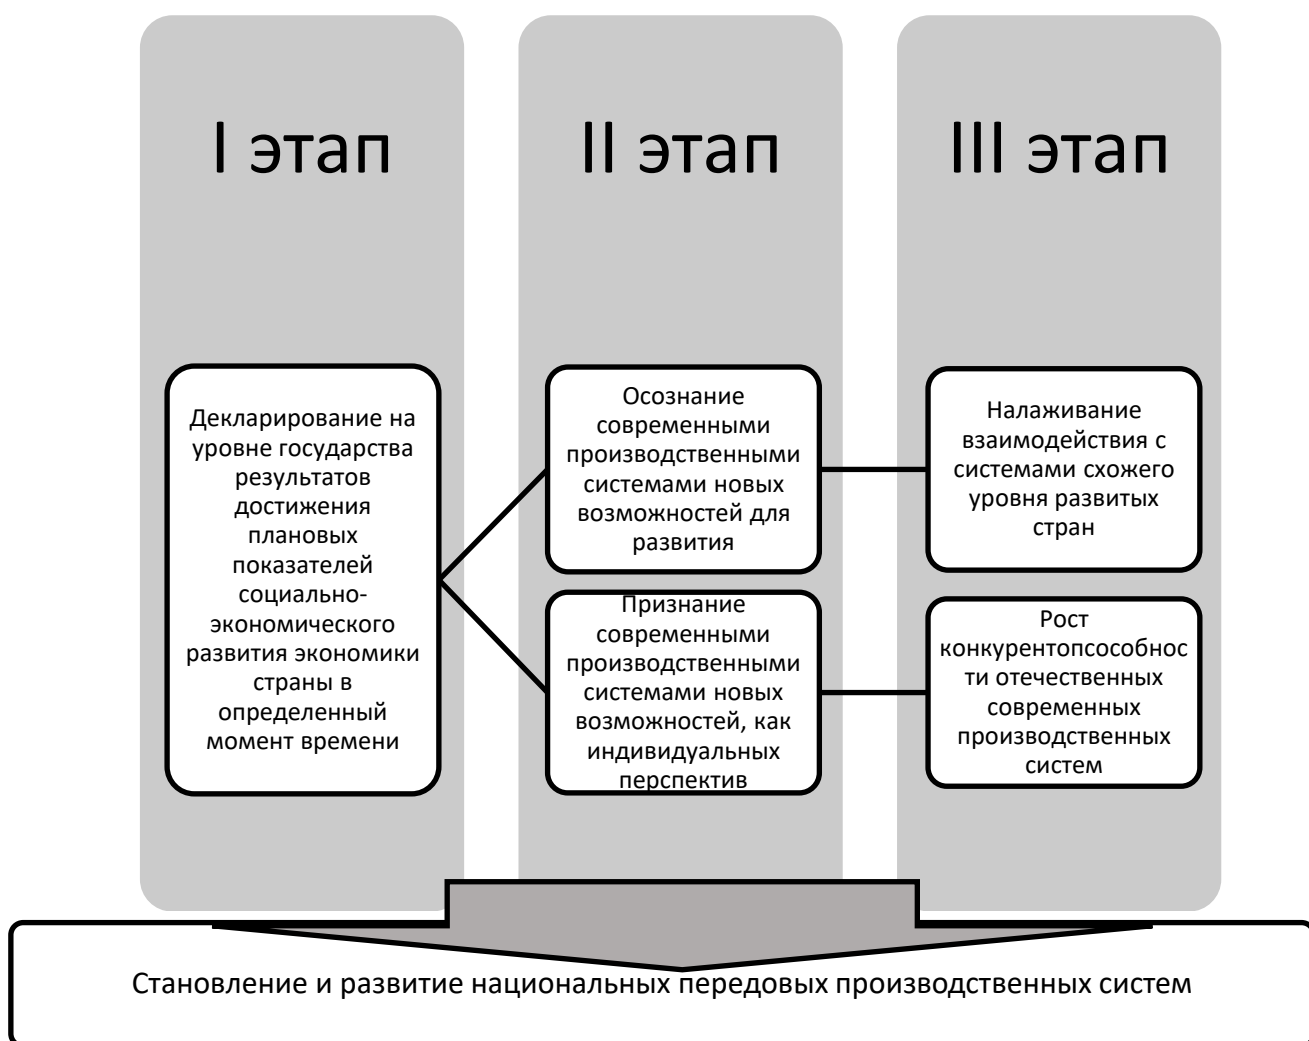 I этап
Декларирование на
уровне государства
результатов
достижения
плановых
показателей
социально-
экономического
развития экономики
страны в
определенный
момент времени
II этап
Осознание
современными
производственными
системами новых
возможностей для
развития
Признание
современными
производственными
системами новых
возможностей, как
индивидуальных
перспектив
III этап
Налаживание
взаимодействия с
системами схожего
уровня развитых
стран
Рост
конкурентопсособнос
ти отечественных
современных
производственных
систем
Становление и развитие национальных передовых производственных систем